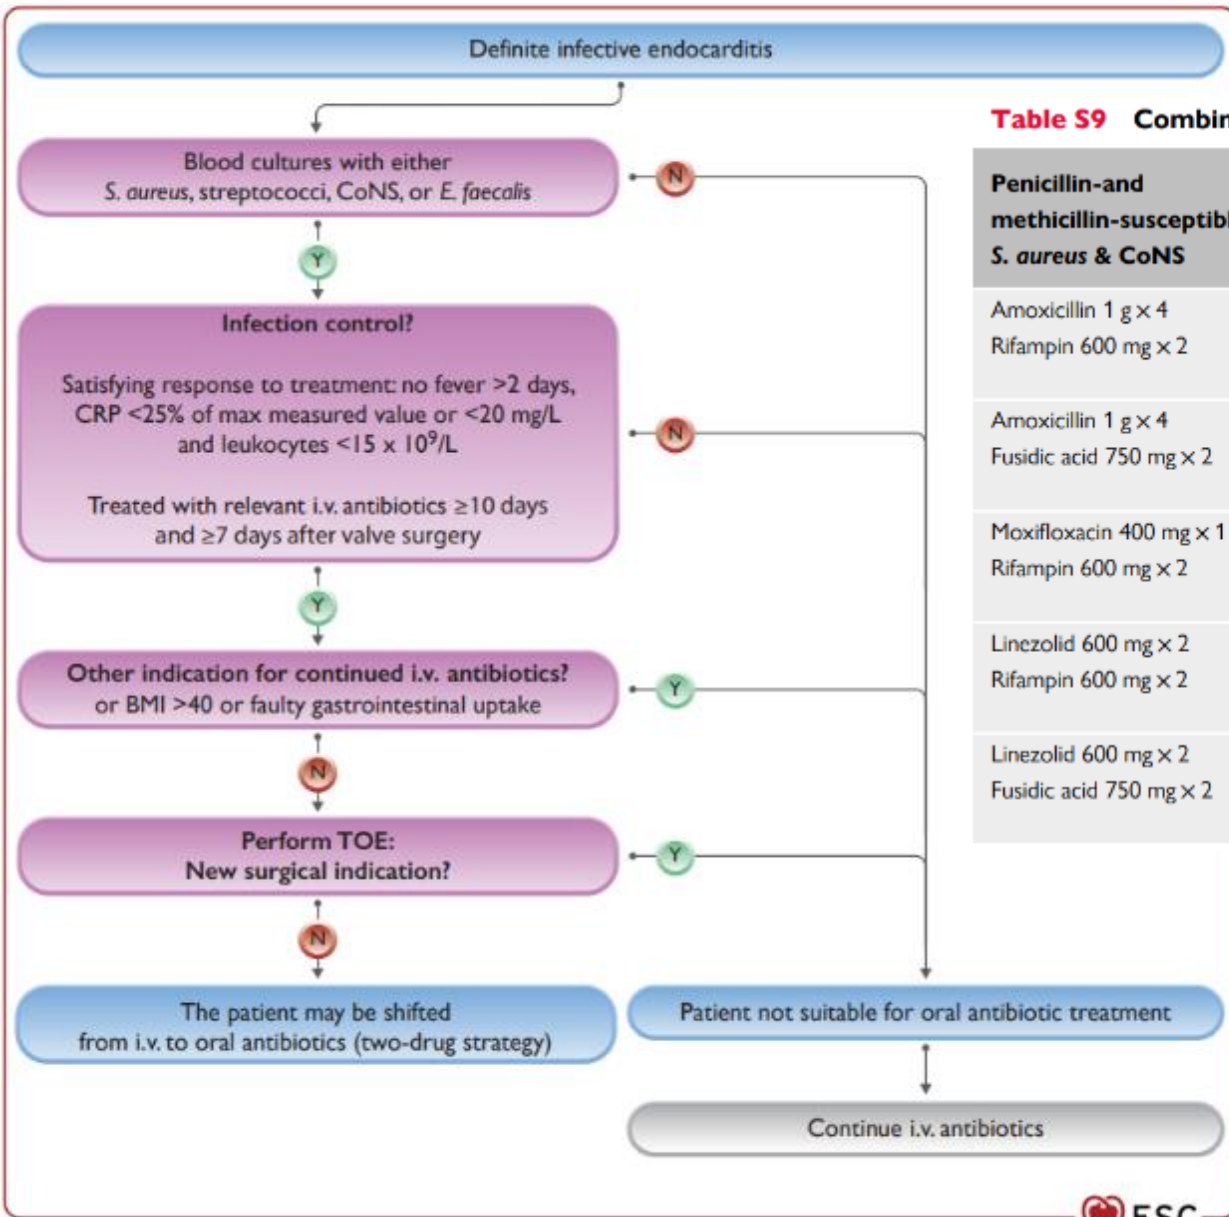 Definite infective endocarditis
Blood cultures with either
S. aureus, streptococci, CoNS, or E. faecalis
N
Y
Infection control?
Satisfying response to treatment: no fever >2 days,
CRP <25% of max measured value or <20 mg/L
and leukocytes <15 x 10⁹/L
Treated with relevant i.v. antibiotics ≥10 days
and ≥7 days after valve surgery
N
Y
Other indication for continued i.v. antibiotics?
or BMI >40 or faulty gastrointestinal uptake
Y
N
Perform TOE:
New surgical indication?
Y
N
The patient may be shifted
from i.v. to oral antibiotics (two-drug strategy)
Patient not suitable for oral antibiotic treatment
Continue i.v. antibiotics
ESC
Table S9 Combin
Penicillin-and
methicillin-susceptibl
S. aureus & CoNS
Amoxicillin 1 g × 4
Rifampin 600 mg × 2
Amoxicillin 1 g × 4
Fusidic acid 750 mg × 2
Moxifloxacin 400 mg × 1
Rifampin 600 mg × 2
Linezolid 600 mg × 2
Rifampin 600 mg × 2
Linezolid 600 mg × 2
Fusidic acid 750 mg × 2